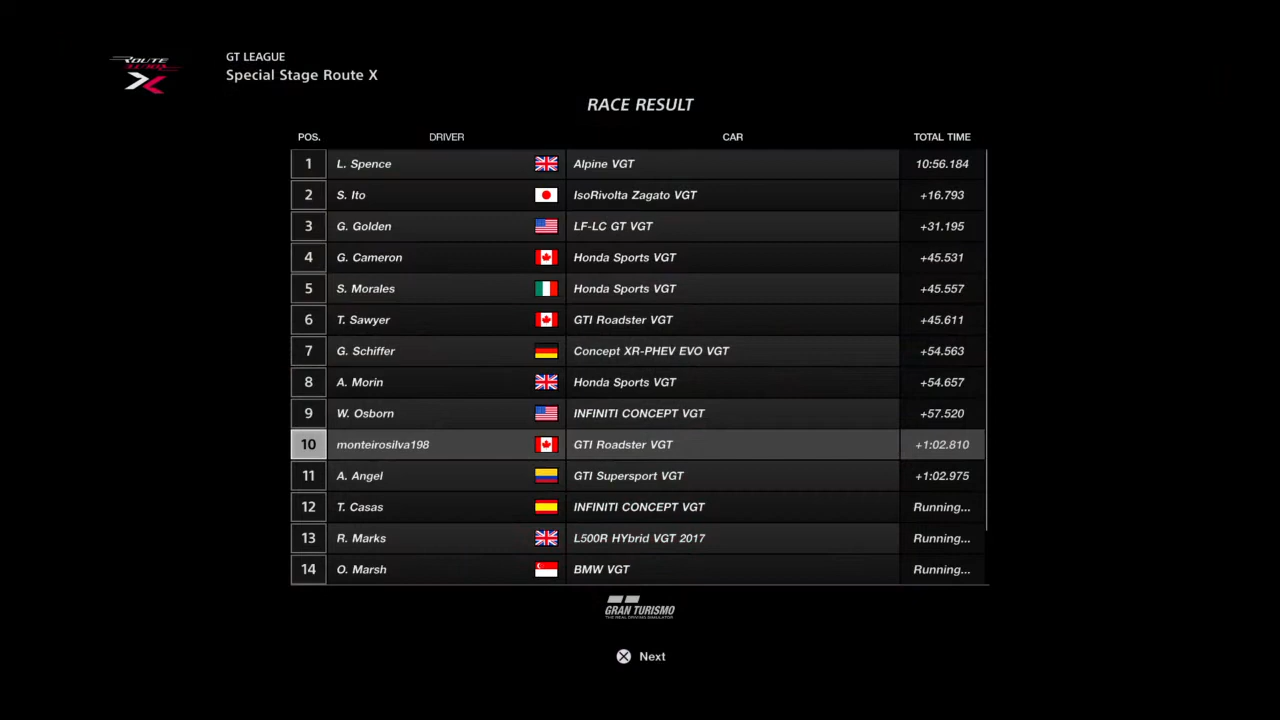 ROUTE
GT LEAGUE
Special Stage Route X
RACE RESULT
POS. DRIVER CAR TOTAL TIME
1 L. Spence Alpine VGT 10:56.184
2 S. Ito IsoRivolta Zagato VGT +16.793
3 G. Golden LF-LC GT VGT +31.195
4 G. Cameron Honda Sports VGT +45.531
5 S. Morales Honda Sports VGT +45.557
6 T. Sawyer GTI Roadster VGT +45.611
7 G. Schiffer Concept XR-PHEV EVO VGT +54.563
8 A. Morin Honda Sports VGT +54.657
9 W. Osborn INFINITI CONCEPT VGT +57.520
10 monteirosilva198 GTI Roadster VGT +1:02.810
11 A. Angel GTI Supersport VGT +1:02.975
12 T. Casas INFINITI CONCEPT VGT Running...
13 R. Marks L500R HYbrid VGT 2017 Running...
14 O. Marsh BMW VGT Running...
GRAN TURISMO
THE REAL DRIVING SIMULATOR
Next